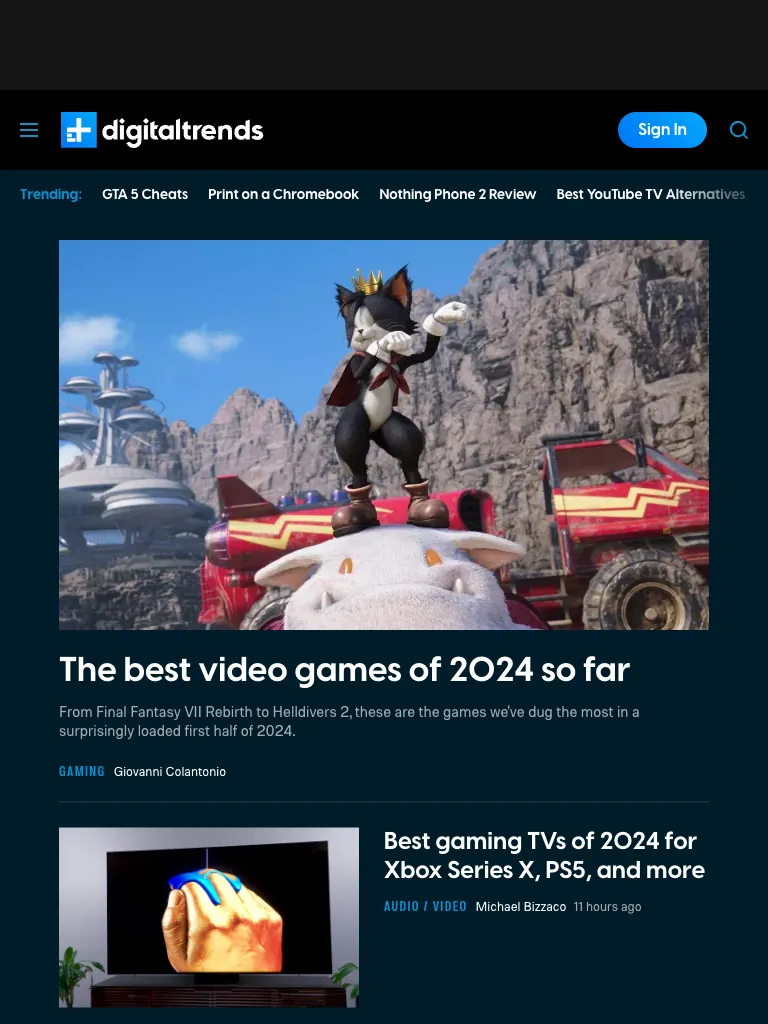 digitaltrends
Sign In
Trending: GTA 5 Cheats Print on a Chromebook Nothing Phone 2 Review Best YouTube TV Alternatives
The best video games of 2024 so far
From Final Fantasy VII Rebirth to Helldivers 2, these are the games we've dug the most in a
surprisingly loaded first half of 2024.
GAMING Giovanni Colantonio
Best gaming TVs of 2024 for
Xbox Series X, PS5, and more
AUDIO / VIDEO Michael Bizzaco 11 hours ago